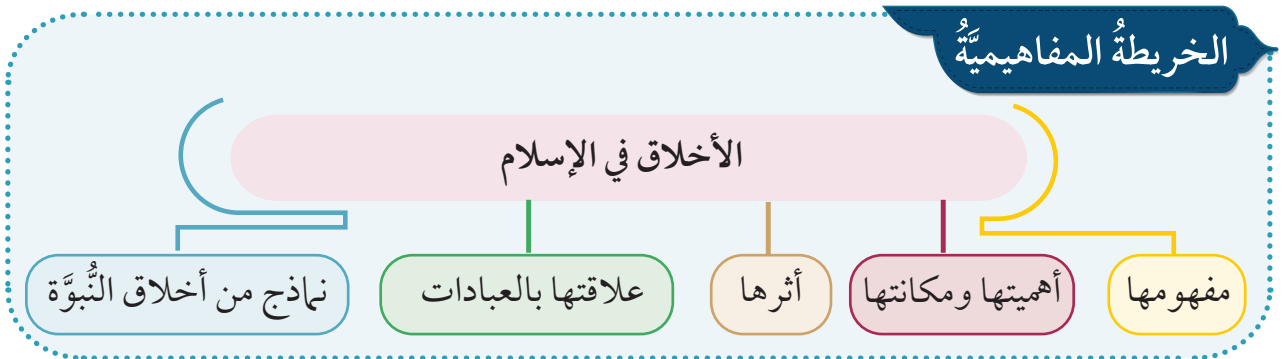 الخريطةُ المفاهيميَّةُ
الأخلاق في الإسلام
مفهومها
أهميتها ومكانتها
أثرها
علاقتها بالعبادات
نماذج من أخلاق النُّبوَّة